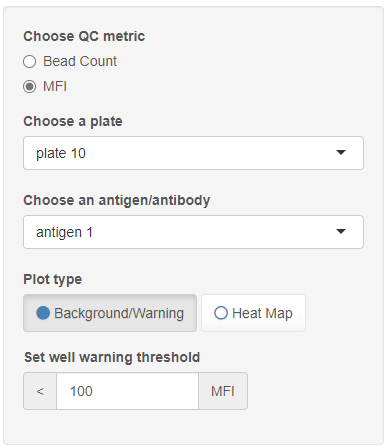 Choose QC metric
Bead Count
MFI
Choose a plate
plate 10
Choose an antigen/antibody
antigen 1
Plot type
Background/Warning Heat Map
Set well warning threshold
< 100 MFI